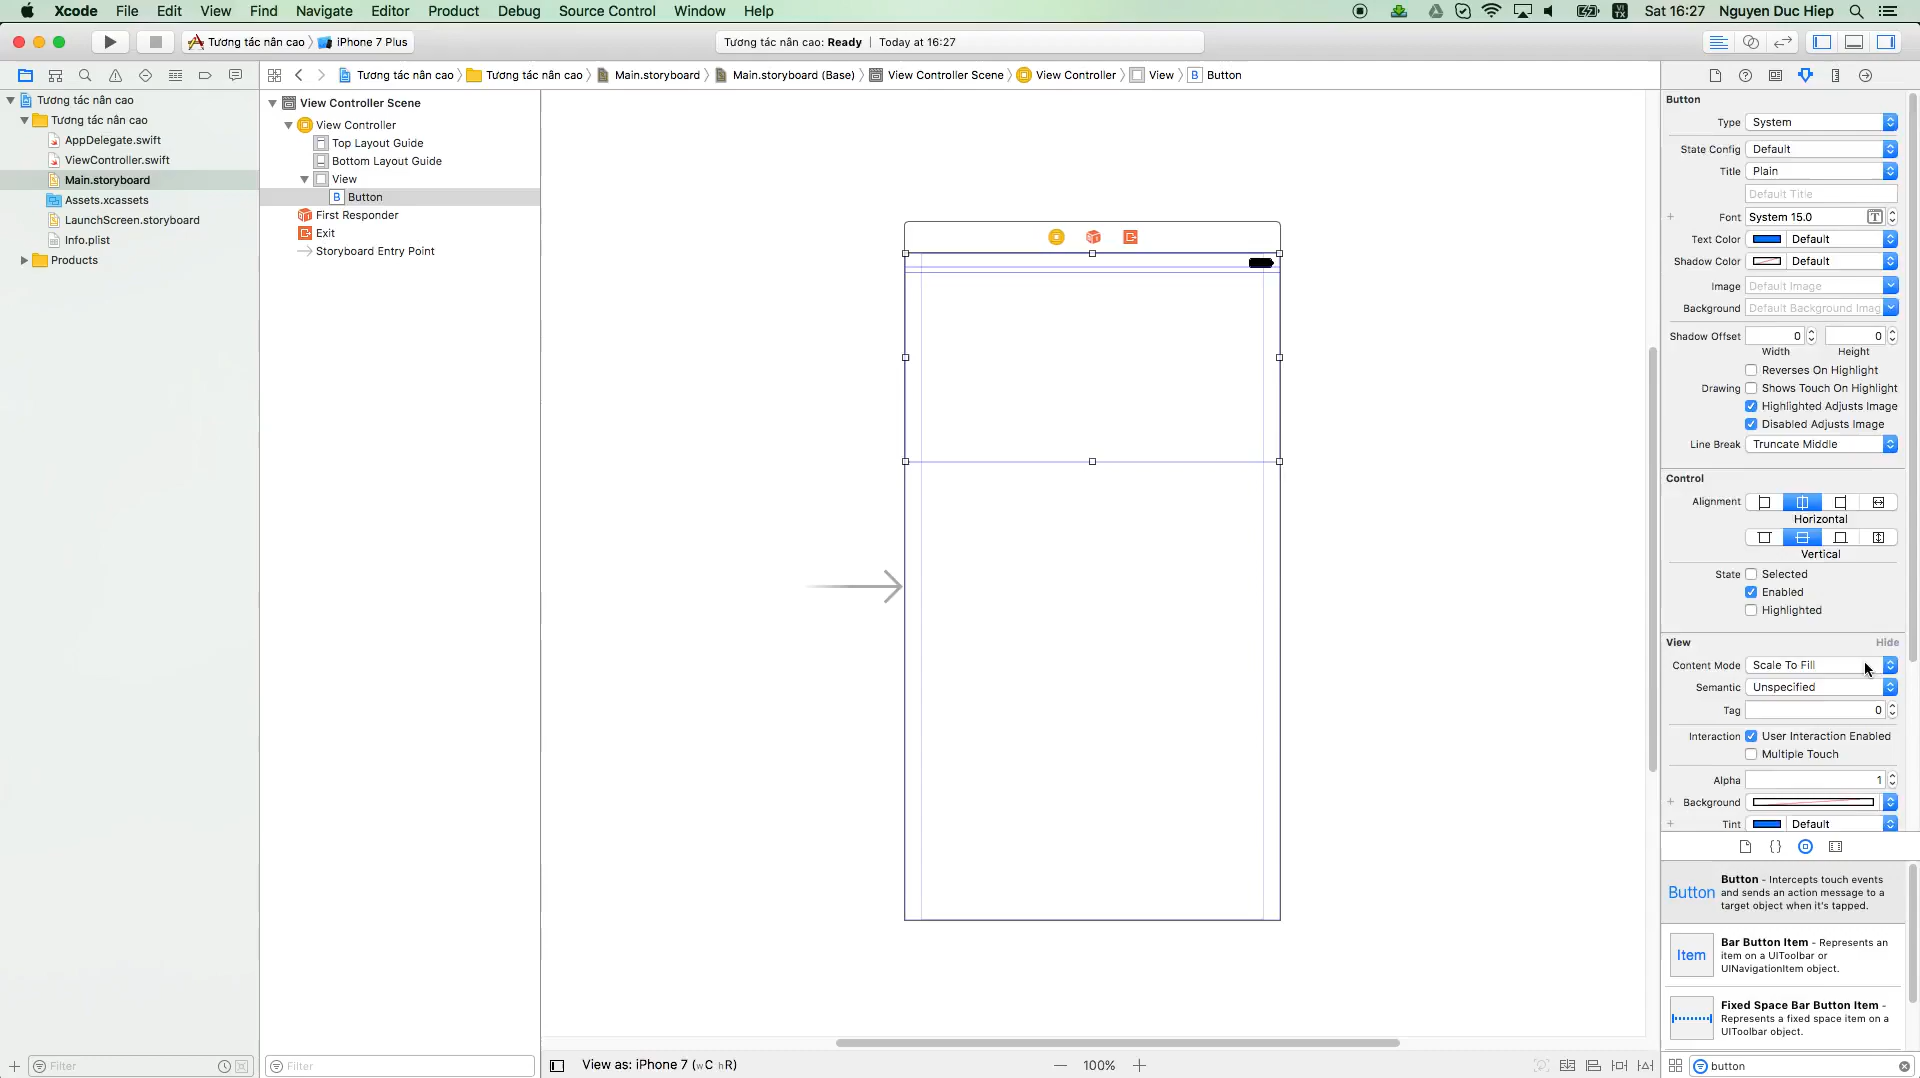 Xcode File Edit View Find Navigate Editor Product Debug Source Control Window Help
Sat 16:27 Nguyen Duc Hiep
Tương tác nân cao iPhone 7 Plus
Tương tác nân cao: Ready Today at 16:27
Tương tác nân cao Tương tác nân cao Main.storyboard Main.storyboard (Base) View Controller Scene View Controller View B Button
Tương tác nân cao
Tương tác nân cao
AppDelegate.swift
ViewController.swift
Main.storyboard
Assets.xcassets
LaunchScreen.storyboard
Info.plist
Products
Filter
View Controller Scene
View Controller
Top Layout Guide
Bottom Layout Guide
View
B Button
First Responder
Exit
Storyboard Entry Point
Filter
View as: iPhone 7 (wC hR)
100%
Button
Type System
State Config Default
Title Plain
Default Title
Font System 15.0 T
Text Color Default
Shadow Color Default
Image Default Image
Background Default Background Imag
Shadow Offset 0 0
Width Height
Reverses On Highlight
Drawing Shows Touch On Highlight
Highlighted Adjusts Image
Disabled Adjusts Image
Line Break Truncate Middle
Control
Alignment
Horizontal
Vertical
State Selected
Enabled
Highlighted
View Hide
Content Mode Scale To Fill
Semantic Unspecified
Tag 0
Interaction User Interaction Enabled
Multiple Touch
Alpha 1
Background
Tint Default
{}
Button Button - Intercepts touch events
and sends an action message to a
target object when it's tapped.
Item Bar Button Item - Represents an
item on a UIToolbar or
UINavigationItem object.
Fixed Space Bar Button Item -
Represents a fixed space item on a
UIToolbar object.
button